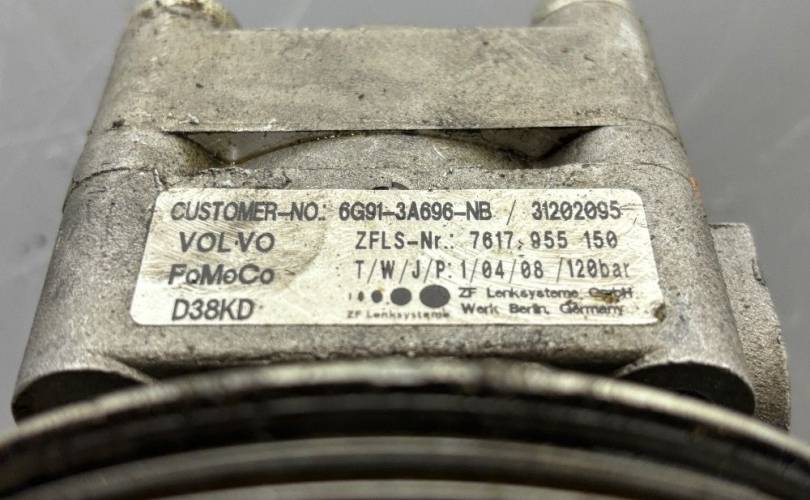 CUSTOMER-NO.: 6G91-3A696-NB / 31202095
VOLVO ZFLS-Nr.: 7617 955 150
FoMoCo T/W/J/P: 1/04/08 /120bar
D38KD ZF Lenksysteme GmbH
ZF Lenksysteme Werk Berlin, Germany